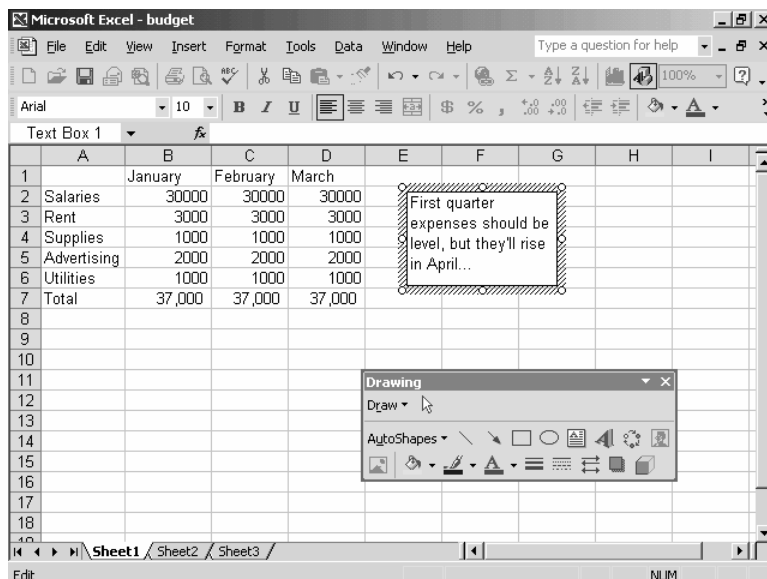 Microsoft Excel - budget
File Edit View Insert Format Tools Data Window Help Type a question for help
ABC Σ A Z Z A 100% ?
Arial 10 B I U $ % , A
Text Box 1 fx
A B C D E F G H I
1 January February March
2 Salaries 30000 30000 30000
3 Rent 3000 3000 3000
4 Supplies 1000 1000 1000
5 Advertising 2000 2000 2000
6 Utilities 1000 1000 1000
7 Total 37,000 37,000 37,000
First quarter
expenses should be
level, but they'll rise
in April...
8
9
10
11
12
13
14
15
16
17
18
Drawing
Draw
AutoShapes A
A
Sheet1 Sheet2 Sheet3
Edit NUM